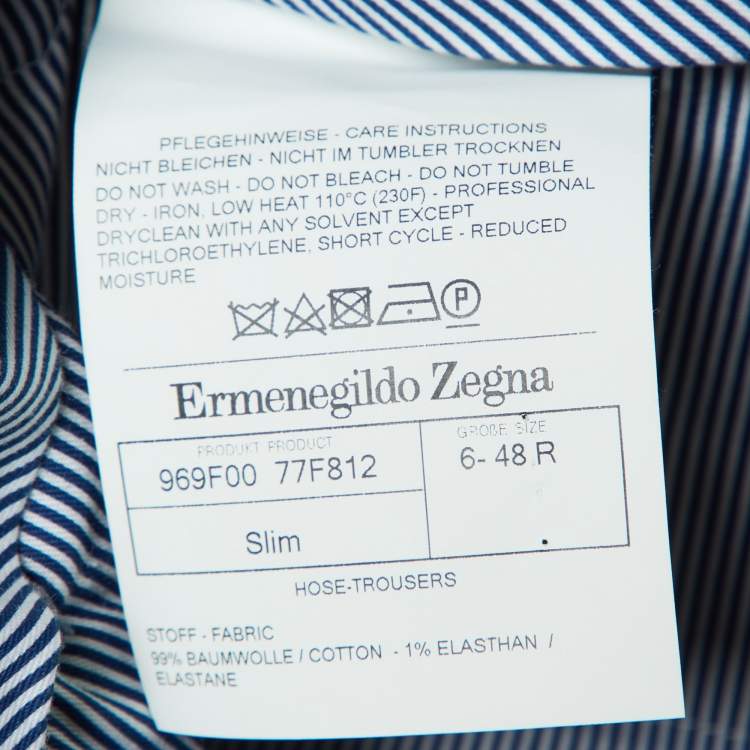 PFLEGEHINWEISE - CARE INSTRUCTIONS
NICHT BLEICHEN - NICHT IM TUMBLER TROCKNEN
DO NOT WASH - DO NOT BLEACH - DO NOT TUMBLE
DRY - IRON, LOW HEAT 110°C (230F) - PROFESSIONAL
DRYCLEAN WITH ANY SOLVENT EXCEPT
TRICHLOROETHYLENE, SHORT CYCLE - REDUCED
MOISTURE
P
Ermenegildo Zegna
PRODUKT PRODUCT
969F00 77F812
GROßE SIZE
6- 48 R
Slim
HOSE-TROUSERS
STOFF - FABRIC
99% BAUMWOLLE / COTTON - 1% ELASTHAN /
ELASTANE